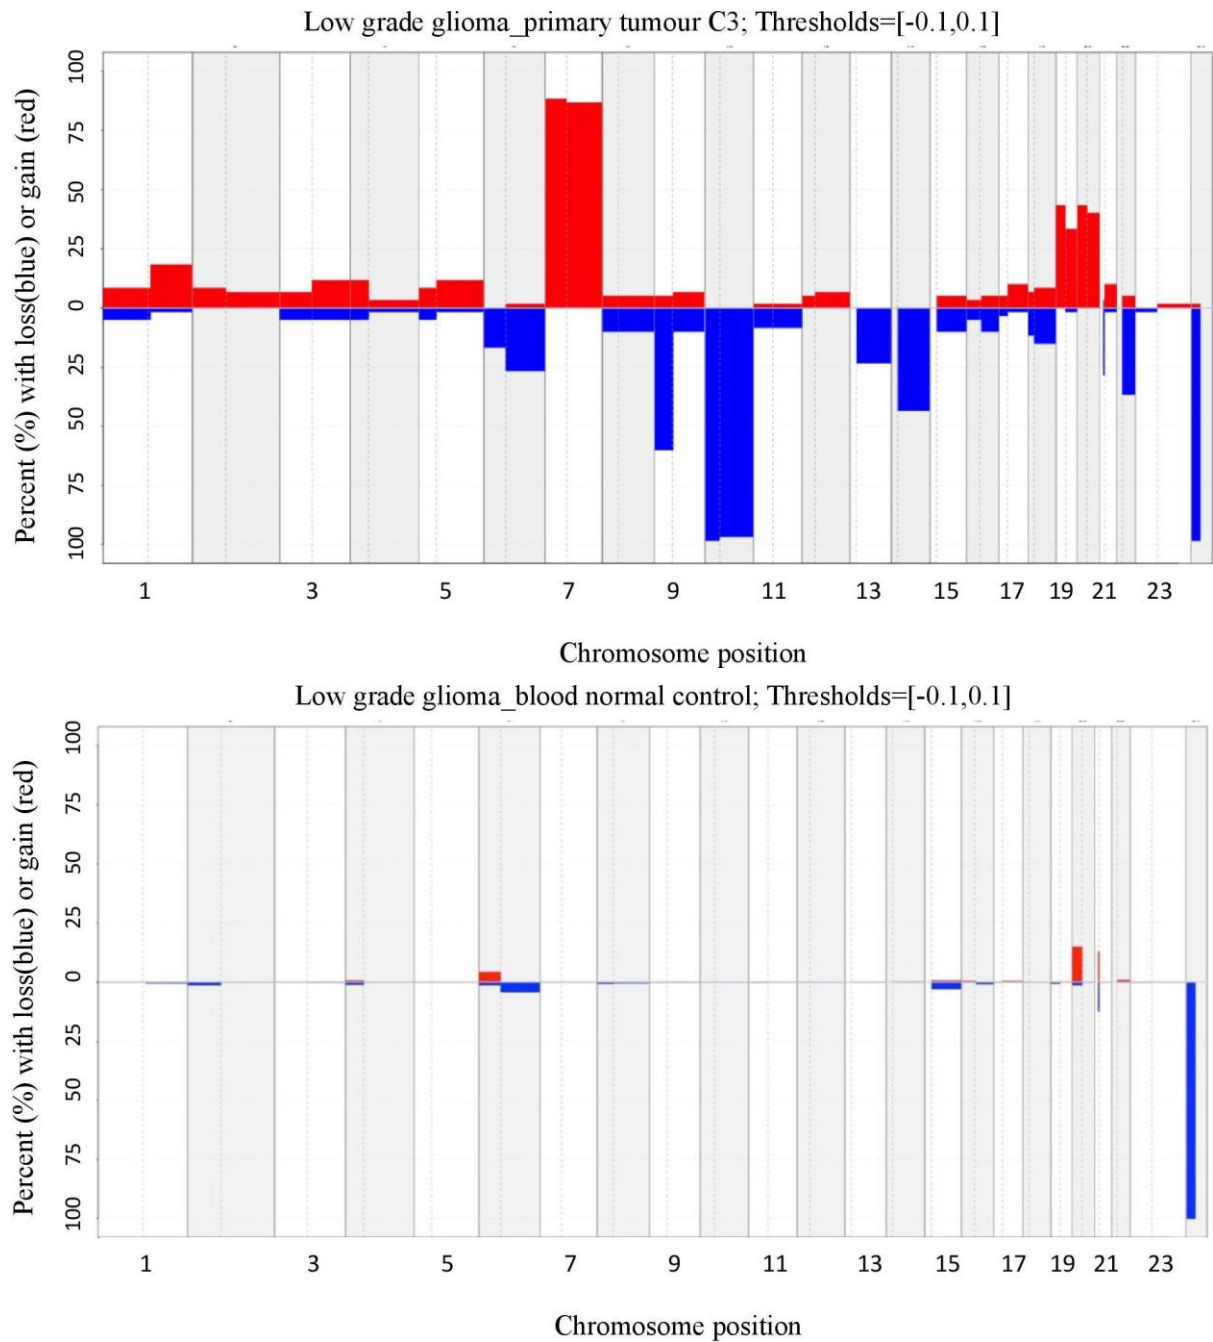 Low grade glioma_primary tumour C3; Thresholds=[-0.1,0.1]
Percent (%) with loss(blue) or gain (red)
100
75
50
25
0
25
50
75
100
1 3 5 7 9 11 13 15 17 19 21 23
Chromosome position
Low grade glioma_blood normal control; Thresholds=[-0.1,0.1]
Percent (%) with loss(blue) or gain (red)
100
75
50
25
0
25
50
75
100
1 3 5 7 9 11 13 15 17 19 21 23
Chromosome position